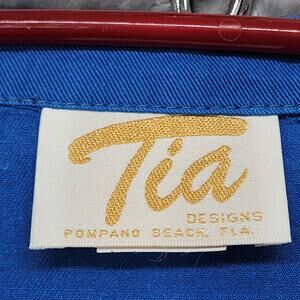 Tia
DESIGNS
POMPANO BEACH, FLA.